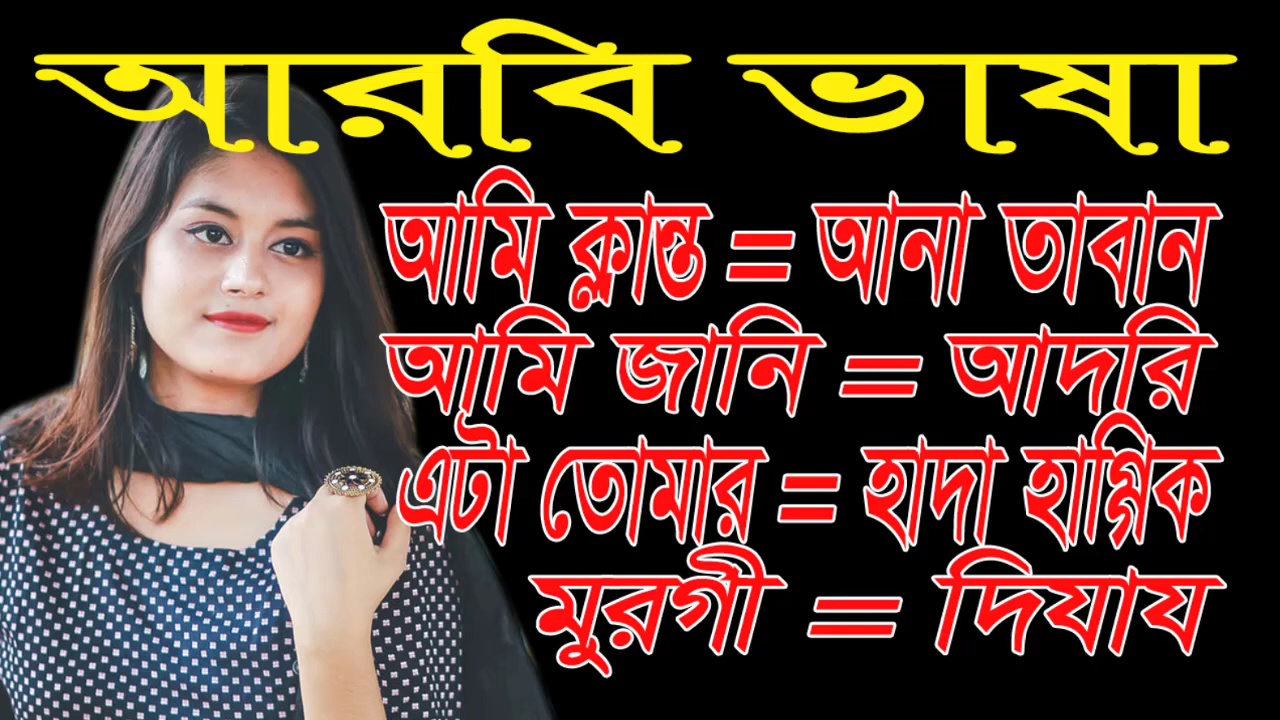 আরবি ভাষা
আমি ক্লান্ত = আনা তাবান
আমি জানি = আদরি
এটা তোমার = হাদা হাগ্গিক
মুরগী = দিযায